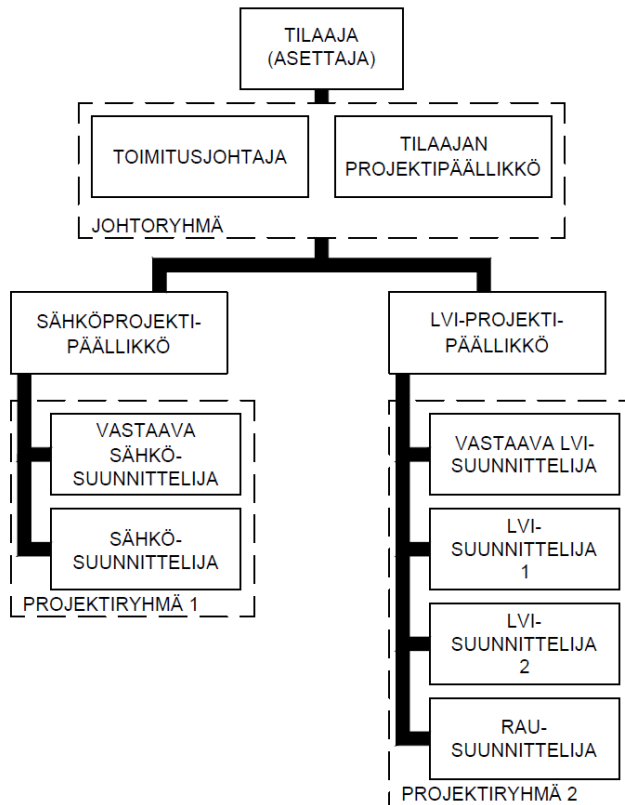 TILAAJA
(ASETTAJA)
TOIMITUSJOHTAJA
TILAAJAN
PROJEKTIPÄÄLLIKKÖ
JOHTORYHMÄ
SÄHKÖPROJEKTI-
PÄÄLLIKKÖ
LVI-PROJEKTI-
PÄÄLLIKKÖ
VASTAAVA
SÄHKÖ-
SUUNNITTELIJA
SÄHKÖ-
SUUNNITTELIJA
PROJEKTIRYHMÄ 1
VASTAAVA LVI-
SUUNNITTELIJA
LVI-
SUUNNITELIJA
1
LVI-
SUUNNITTELIJA
2
RAU-
SUUNNITTELIJA
PROJEKTIRYHMÄ 2